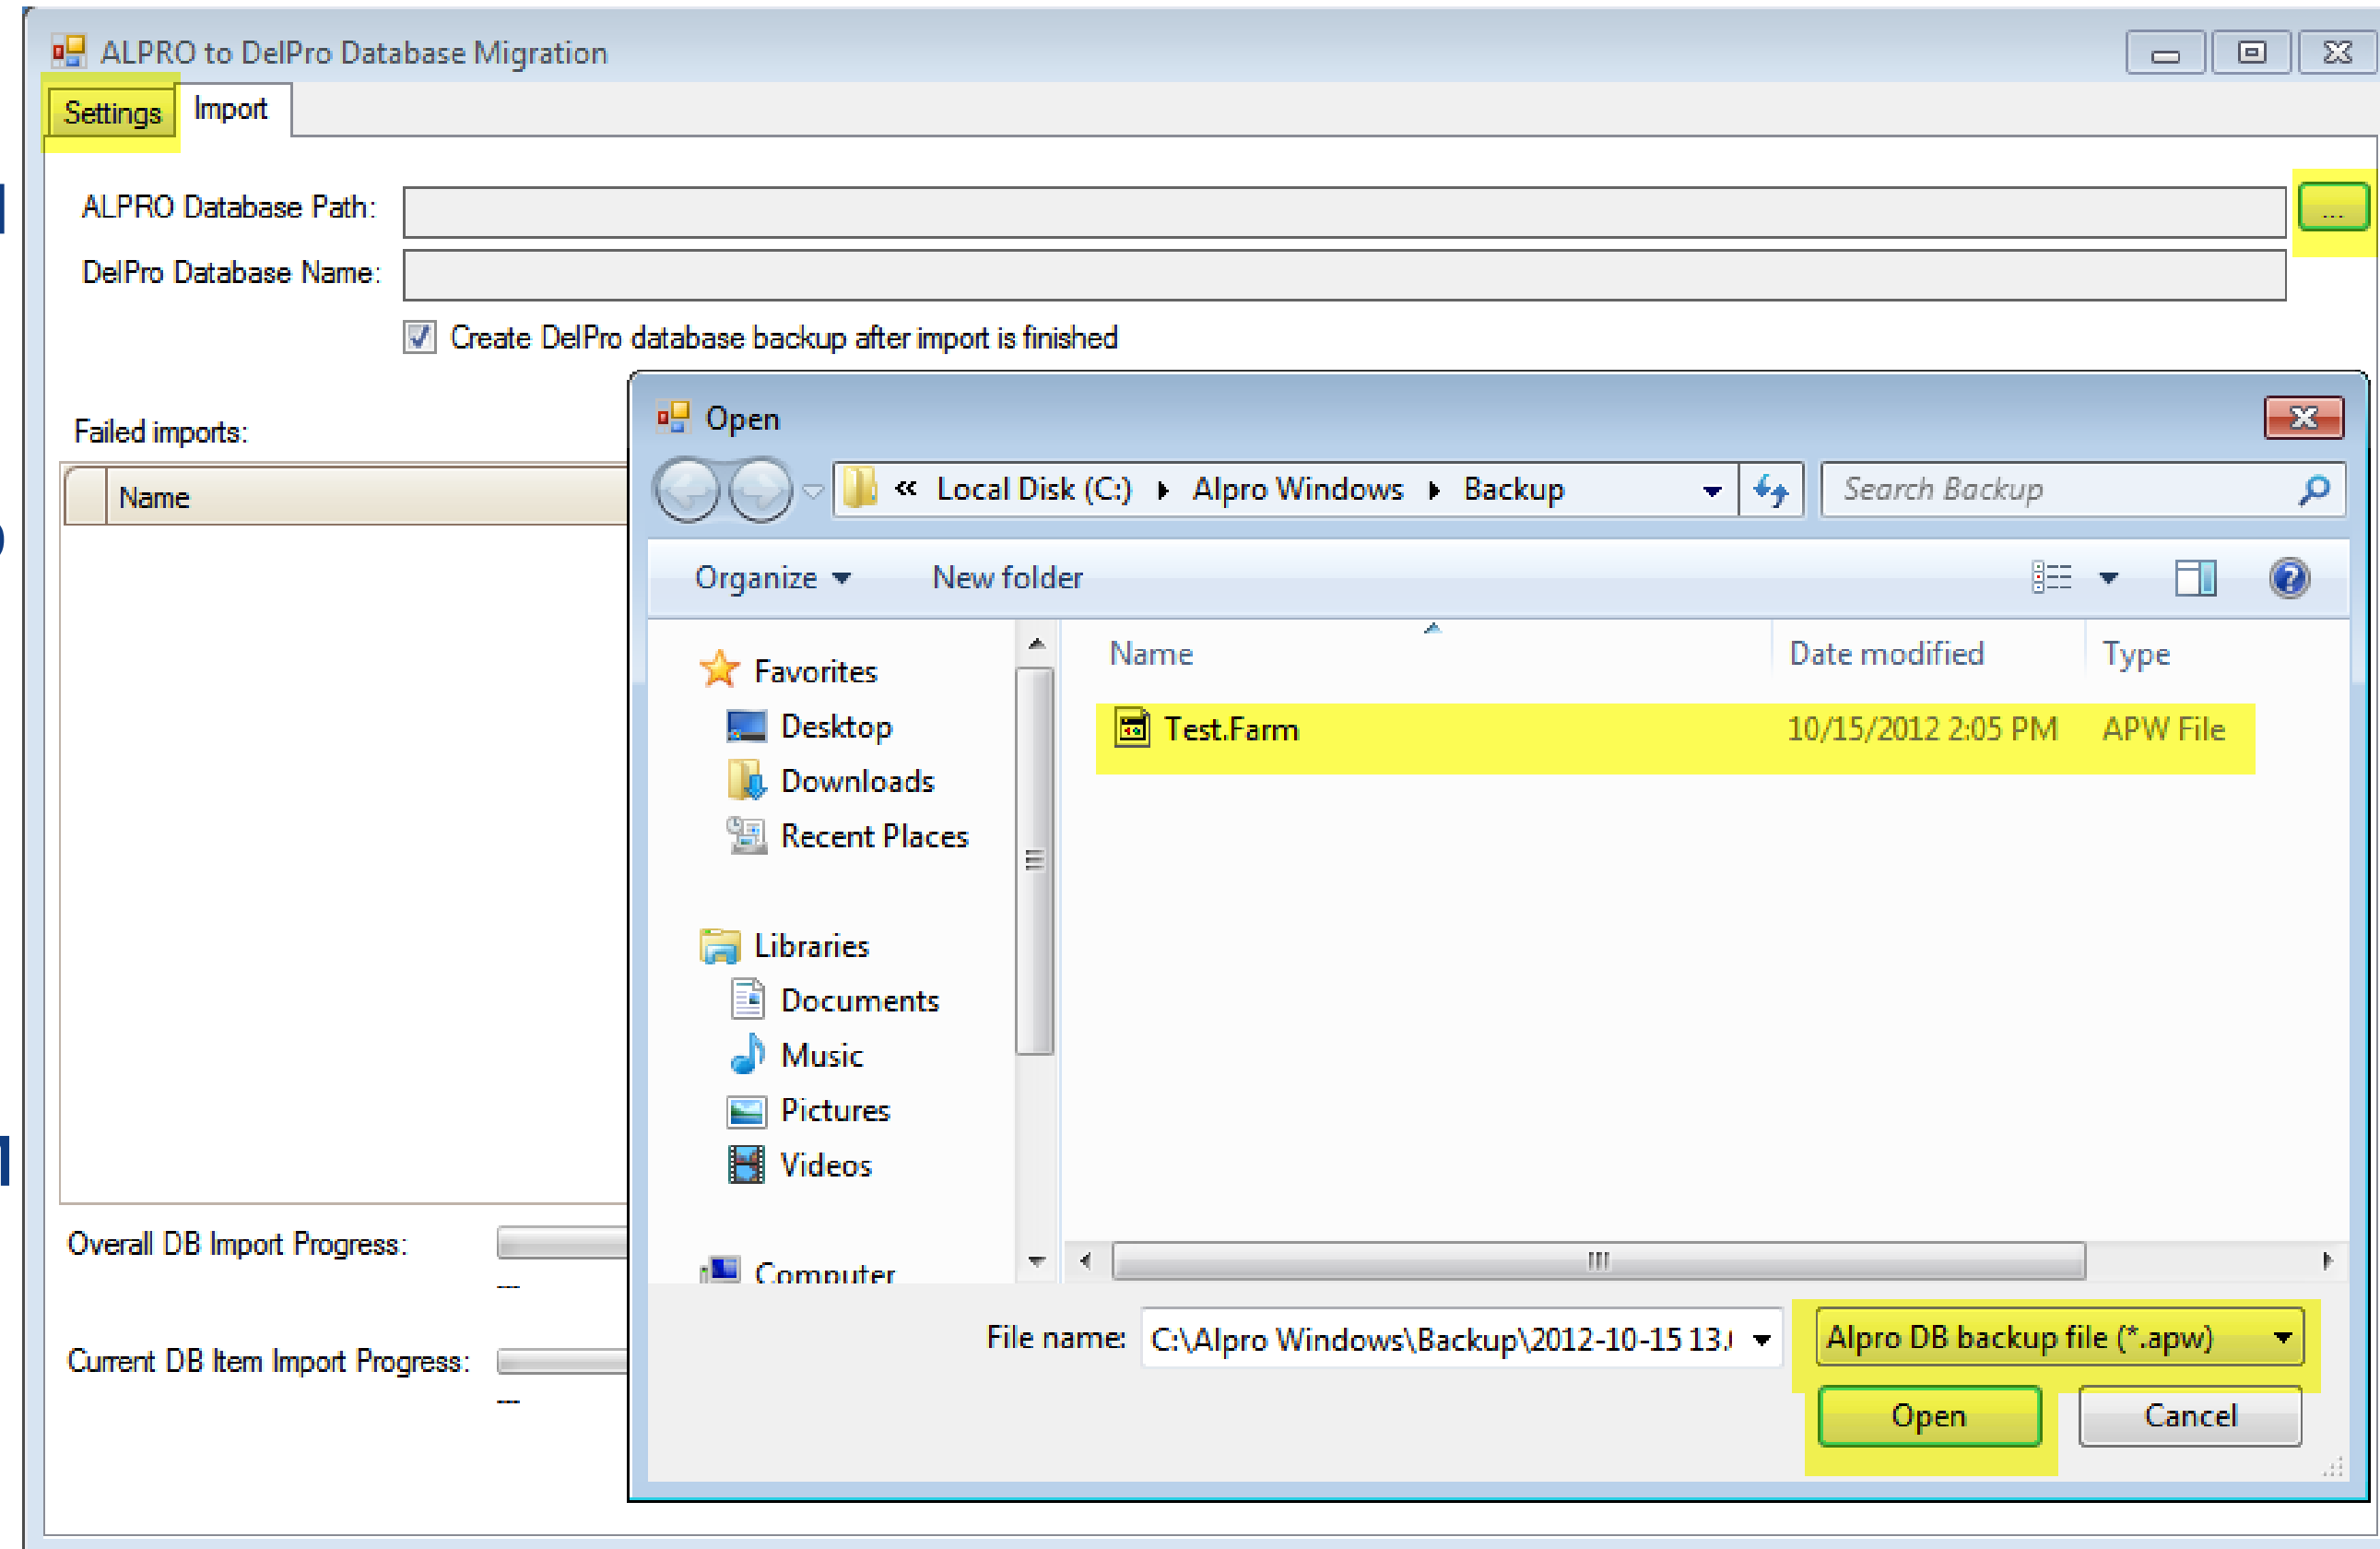 ALPRO to DelPro Database Migration
Settings Import
ALPRO Database Path: ...
DelPro Database Name:
Create DelPro database backup after import is finished
Failed imports:
Name
Open
« Local Disk (C:) Alpro Windows Backup Search Backup
Organize New folder
Name Date modified Type
Favorites
Test.Farm 10/15/2012 2:05 PM APW File
Desktop
Downloads
Recent Places
Libraries
Documents
Music
Pictures
Videos
Computer
Overall DB Import Progress:
---
File name: C:\Alpro Windows\Backup\2012-10-15 13. Alpro DB backup file (*.apw)
Current DB Item Import Progress:
---
Open Cancel